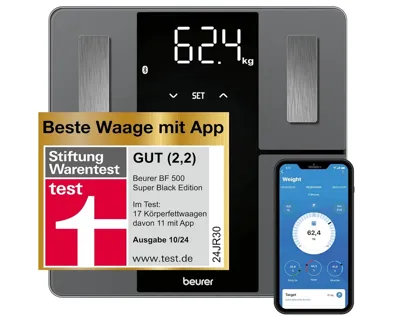 62.4 kg
SET
Beste Waage mit App
Stiftung
Warentest
test
GUT (2,2)
Beurer BF 500
Super Black Edition
Im Test:
17 Körperfettwaagen
davon 11 mit App
Ausgabe 10/24
www.test.de
24JR30
beurer
Weight
62,4
Target